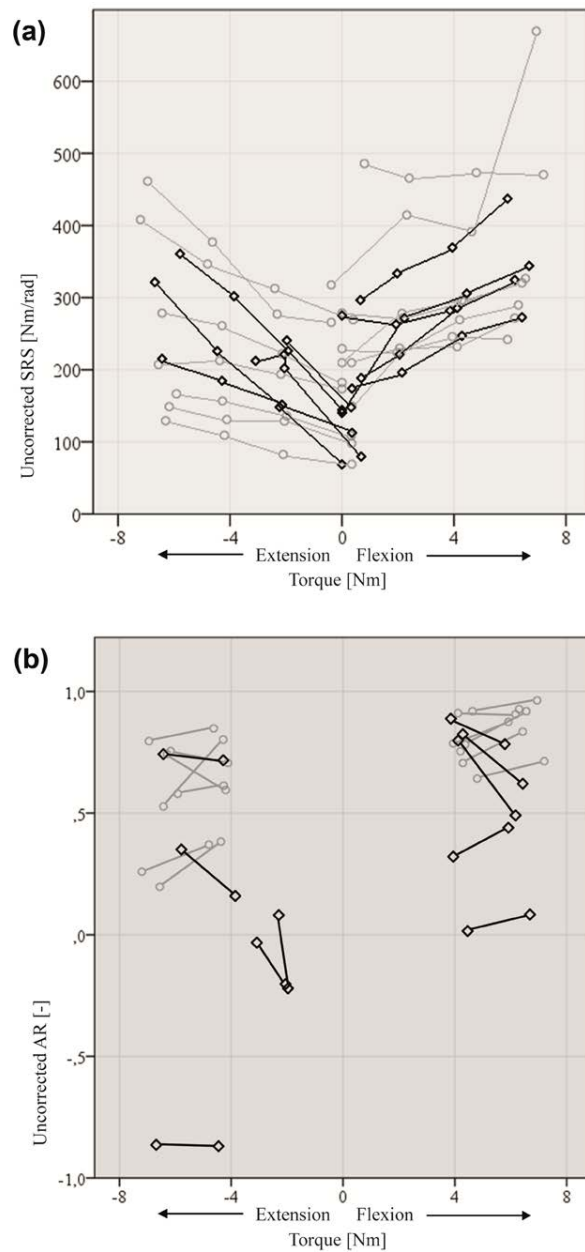 (a)
Uncorrected SRS [Nm/rad]
600
500
400
300
200
100
0
-8
-4
0
4
8
Extension Flexion
Torque [Nm]
(b)
Uncorrected AR [-]
1,0
,5
,0
-,5
-1,0
-8
-4
0
4
8
Extension Flexion
Torque [Nm]